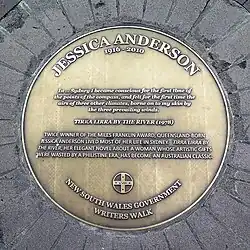 JESSICA ANDERSON
1916 - 2010
In... Sydney I became conscious for the first time of
the points of the compass, and felt for the first time the
airs of three other climates, borne on to my skin by
the three prevailing winds.
TIRRA LIRRA BY THE RIVER (1978)
TWICE WINNER OF THE MILES FRANKLIN AWARD, QUEENSLAND-BORN
JESSICA ANDERSON LIVED MOST OF HER LIFE IN SYDNEY. TIRRA LIRRA BY
THE RIVER, HER ELEGANT NOVEL ABOUT A WOMAN WHOSE ARTISTIC GIFTS
WERE WASTED BY A PHILISTINE ERA, HAS BECOME AN AUSTRALIAN CLASSIC.
NEW SOUTH WALES GOVERNMENT
WRITERS WALK